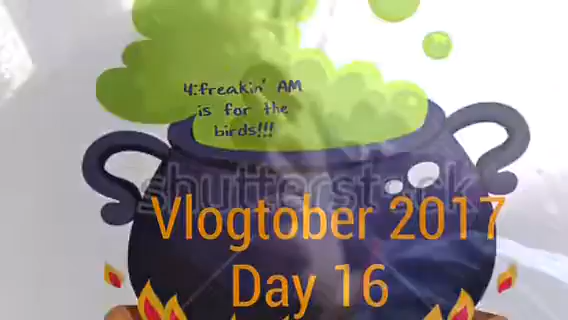 4:freakin' AM
is for the
birds!!!
shutterstock
Vlogtober 2017
Day 16